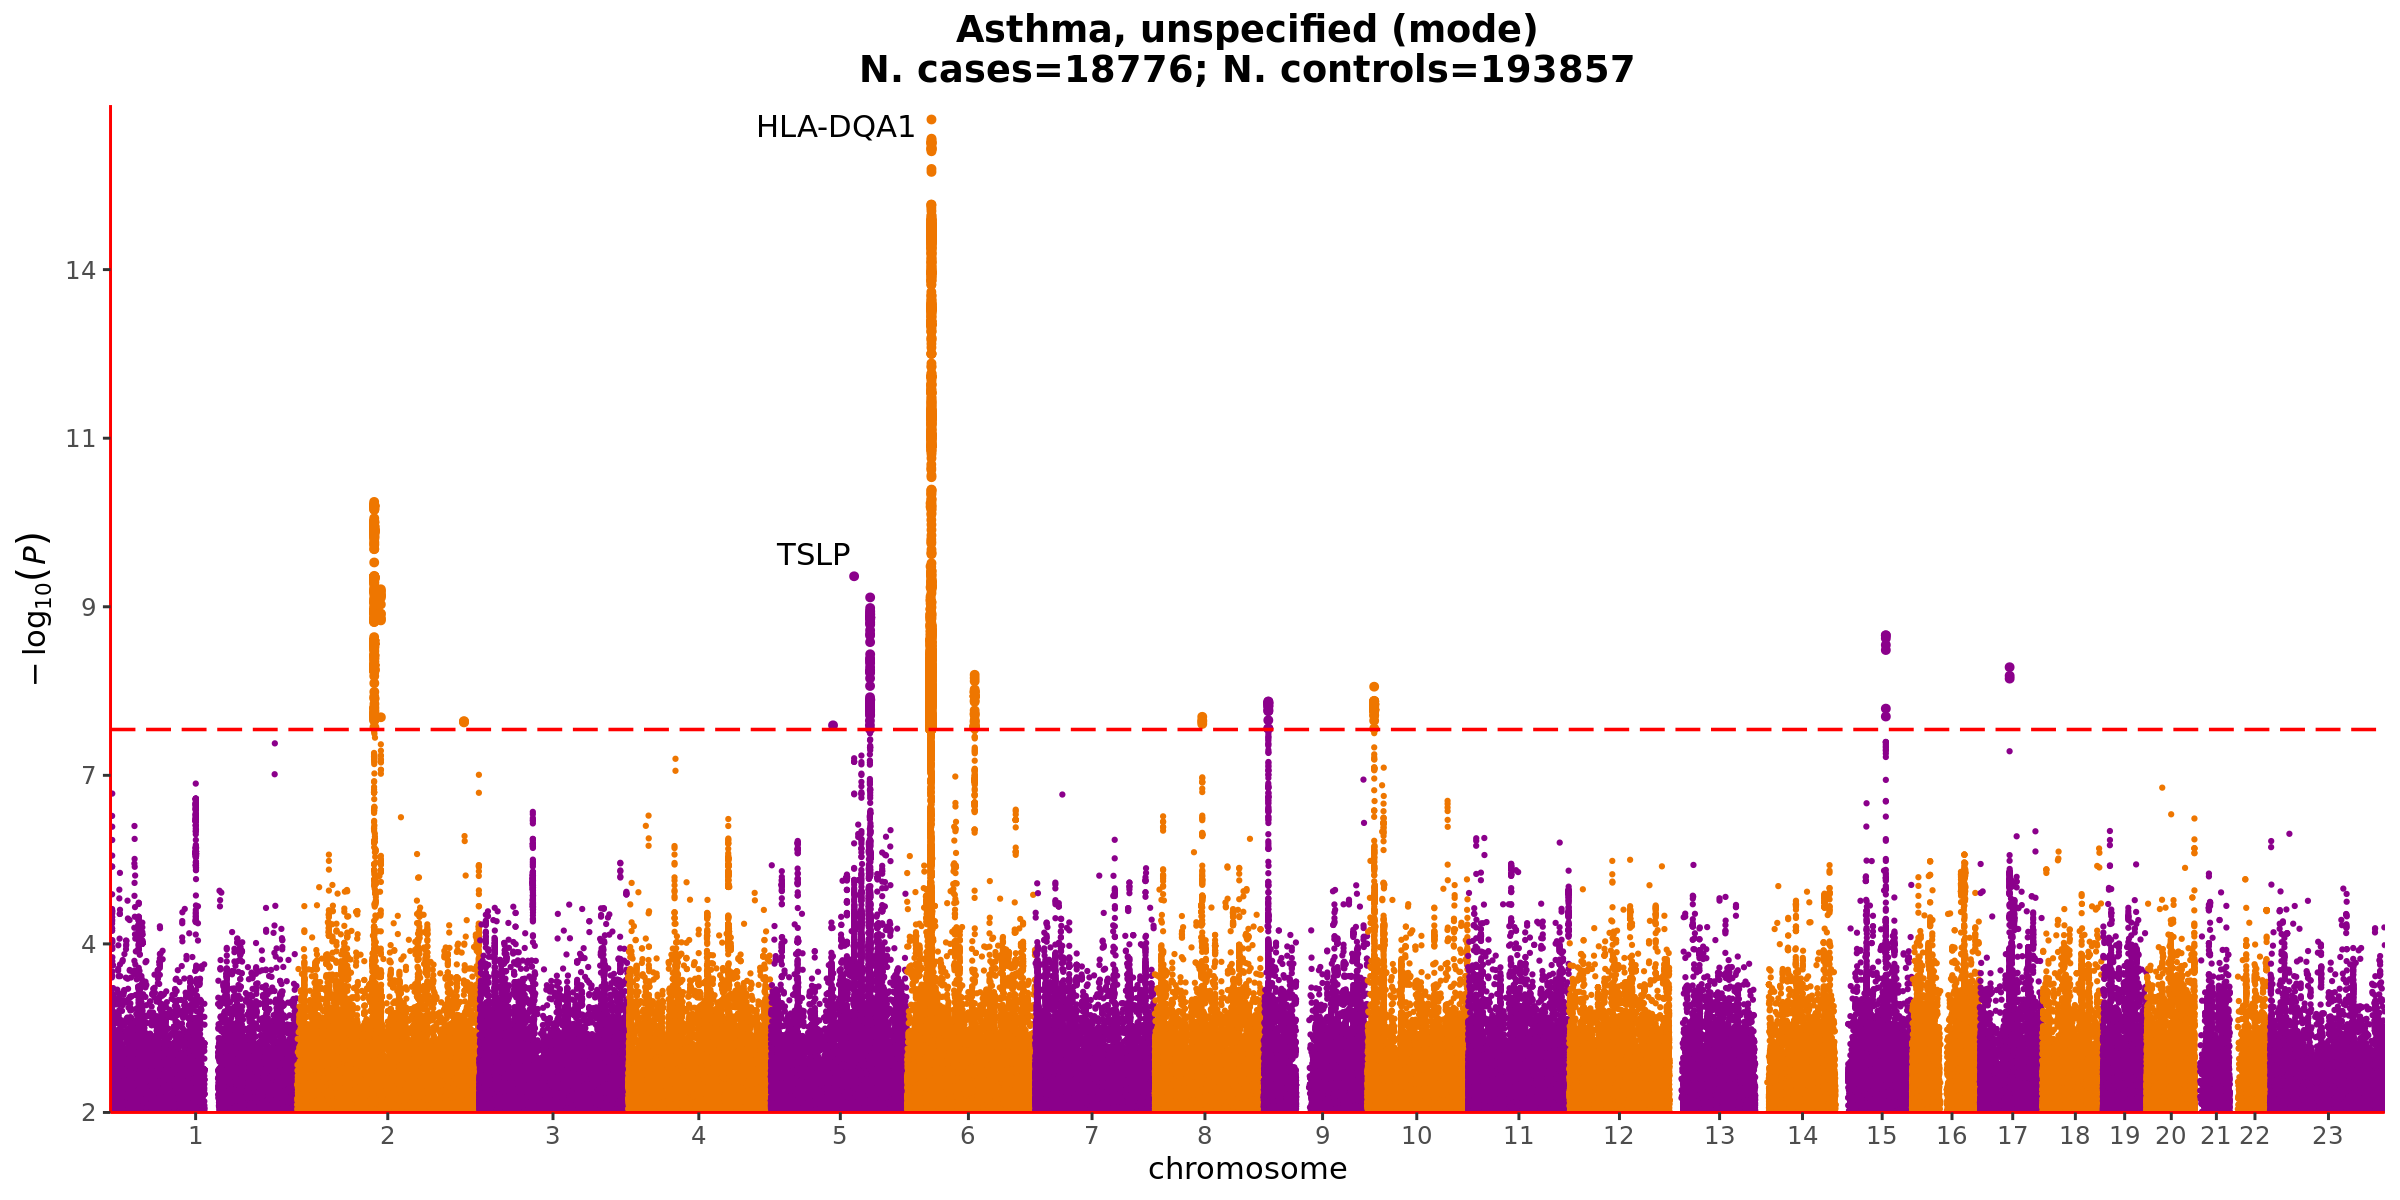 Asthma, unspecified (mode)
N. cases=18776; N. controls=193857
HLA-DQA1
TSLP
14
11
9
7
4
2
− log10(P)
1 2 3 4 5 6 7 8 9 10 11 12 13 14 15 16 17 18 19 20 21 22 23
chromosome